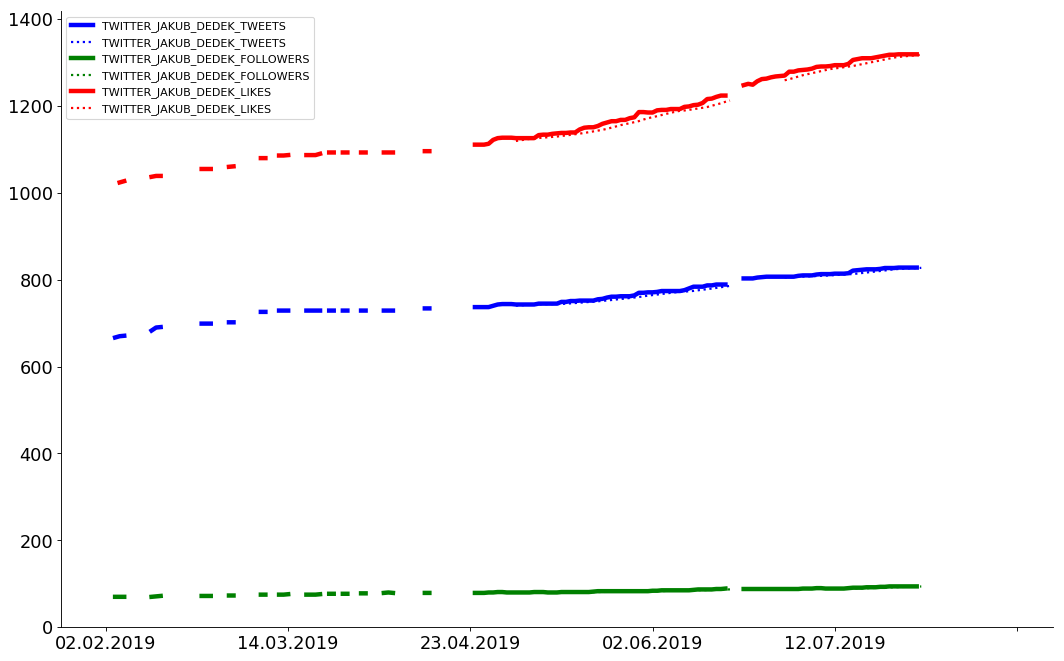 1400
1200
1000
800
600
400
200
0
TWITTER_JAKUB_DEDEK_TWEETS
TWITTER_JAKUB_DEDEK_TWEETS
TWITTER_JAKUB_DEDEK_FOLLOWERS
TWITTER_JAKUB_DEDEK_FOLLOWERS
TWITTER_JAKUB_DEDEK_LIKES
TWITTER_JAKUB_DEDEK_LIKES
02.02.2019 14.03.2019 23.04.2019 02.06.2019 12.07.2019